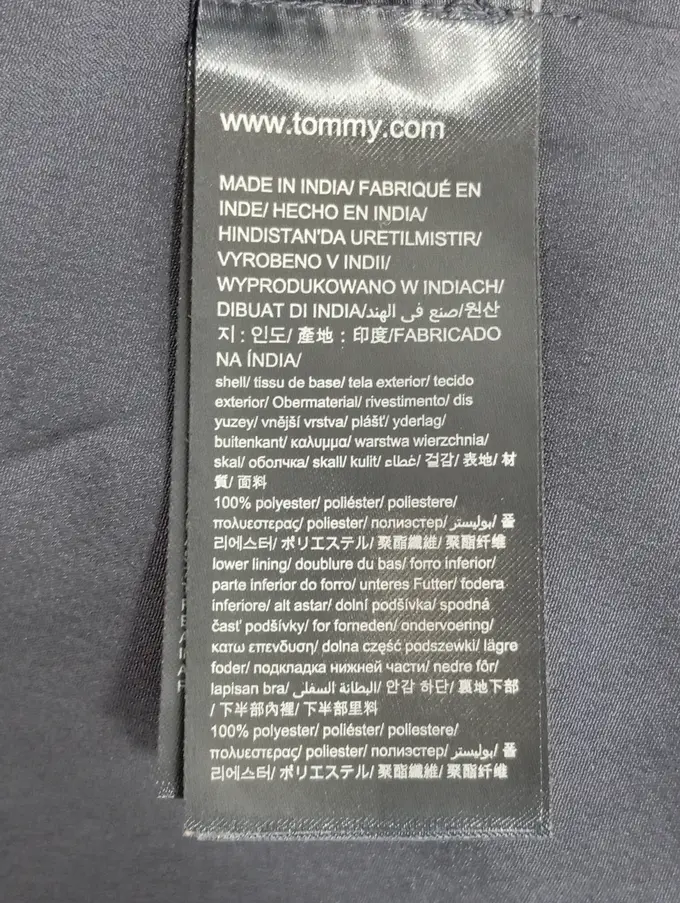 www.tommy.com
MADE IN INDIA/ FABRIQUÉ EN
INDE/ HECHO EN INDIA/
HINDISTAN'DA URETILMISTIR/
VYROBENO V INDII/
WYPRODUKOWANO W INDIACH/
DIBUAT DI INDIA/صنع في الهند/원산
지 : 인도/ 產地 : 印度/FABRICADO
NA ÍNDIA/
shell/ tissu de base/ tela exterior/ tecido
exterior/ Obermaterial/ rivestimento/ dis
yuzey/ vnější vrstva/ plášť/ yderlag/
buitenkant/ καλυμμα/ warstwa wierzchnia/
skal/ оболчка/ skall/ kulit/ غطاء/ 겉감/ 表地/ 材
質/ 面料
100% polyester/ poliéster/ poliestere/
πολυεστερας/ poliester/ полиэстер/ بوليستر/ 폴
리에스터/ ポリエステル/ 聚酯纖維/ 聚酯纤维
lower lining/ doublure du bas/ forro inferior/
parte inferior do forro/ unteres Futter/ fodera
inferiore/ alt astar/ dolní podšívka/ spodná
časť podšívky/ for forneden/ ondervoering/
κατω επενδυση/ dolna część podszewki/ lägre
foder/ подкладка нижней части/ nedre fôr/
lapisan bra/ البطانة السفلى/ 안감 하단/ 裏地下部
/ 下半部內裡/ 下半部里料
100% polyester/ poliéster/ poliestere/
πολυεστερας/ poliester/ полиэстер/ بوليستر/ 폴
리에스터/ ポリエステル/ 聚酯纖維/ 聚酯纤维